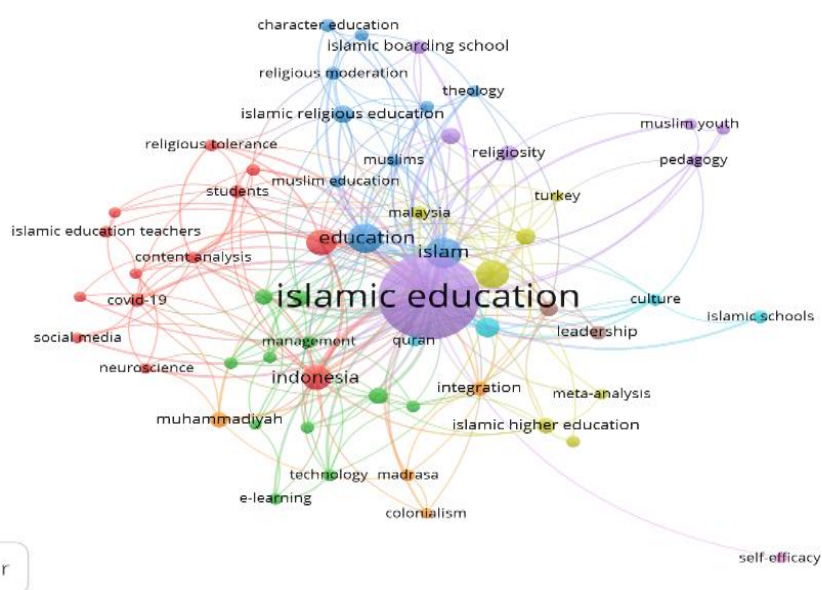 character education
islamic boarding school
religious moderation
theology
islamic religious education
muslim youth
religious tolerance
religiosity
muslims
pedagogy
muslim education
students
turkey
malaysia
islamic education teachers
education
islam
content analysis
islamic education
covid-19
culture
islamic schools
social media
management
quran
leadership
neuroscience
indonesia
integration
meta-analysis
muhammadiyah
islamic higher education
technology
madrasa
e-learning
colonialism
self-efficacy
r